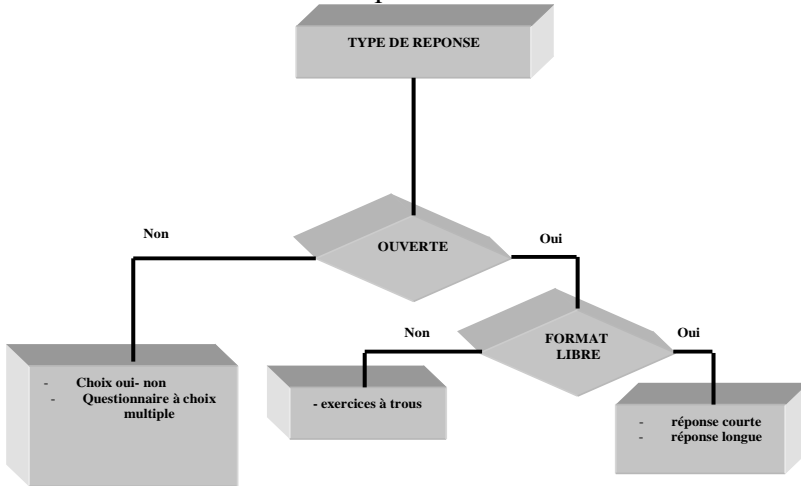 TYPE DE REPONSE
Non
OUVERTE
Oui
Non
FORMAT
LIBRE
Oui
- Choix oui- non
- Questionnaire à choix
multiple
- exercices à trous
- réponse courte
- réponse longue